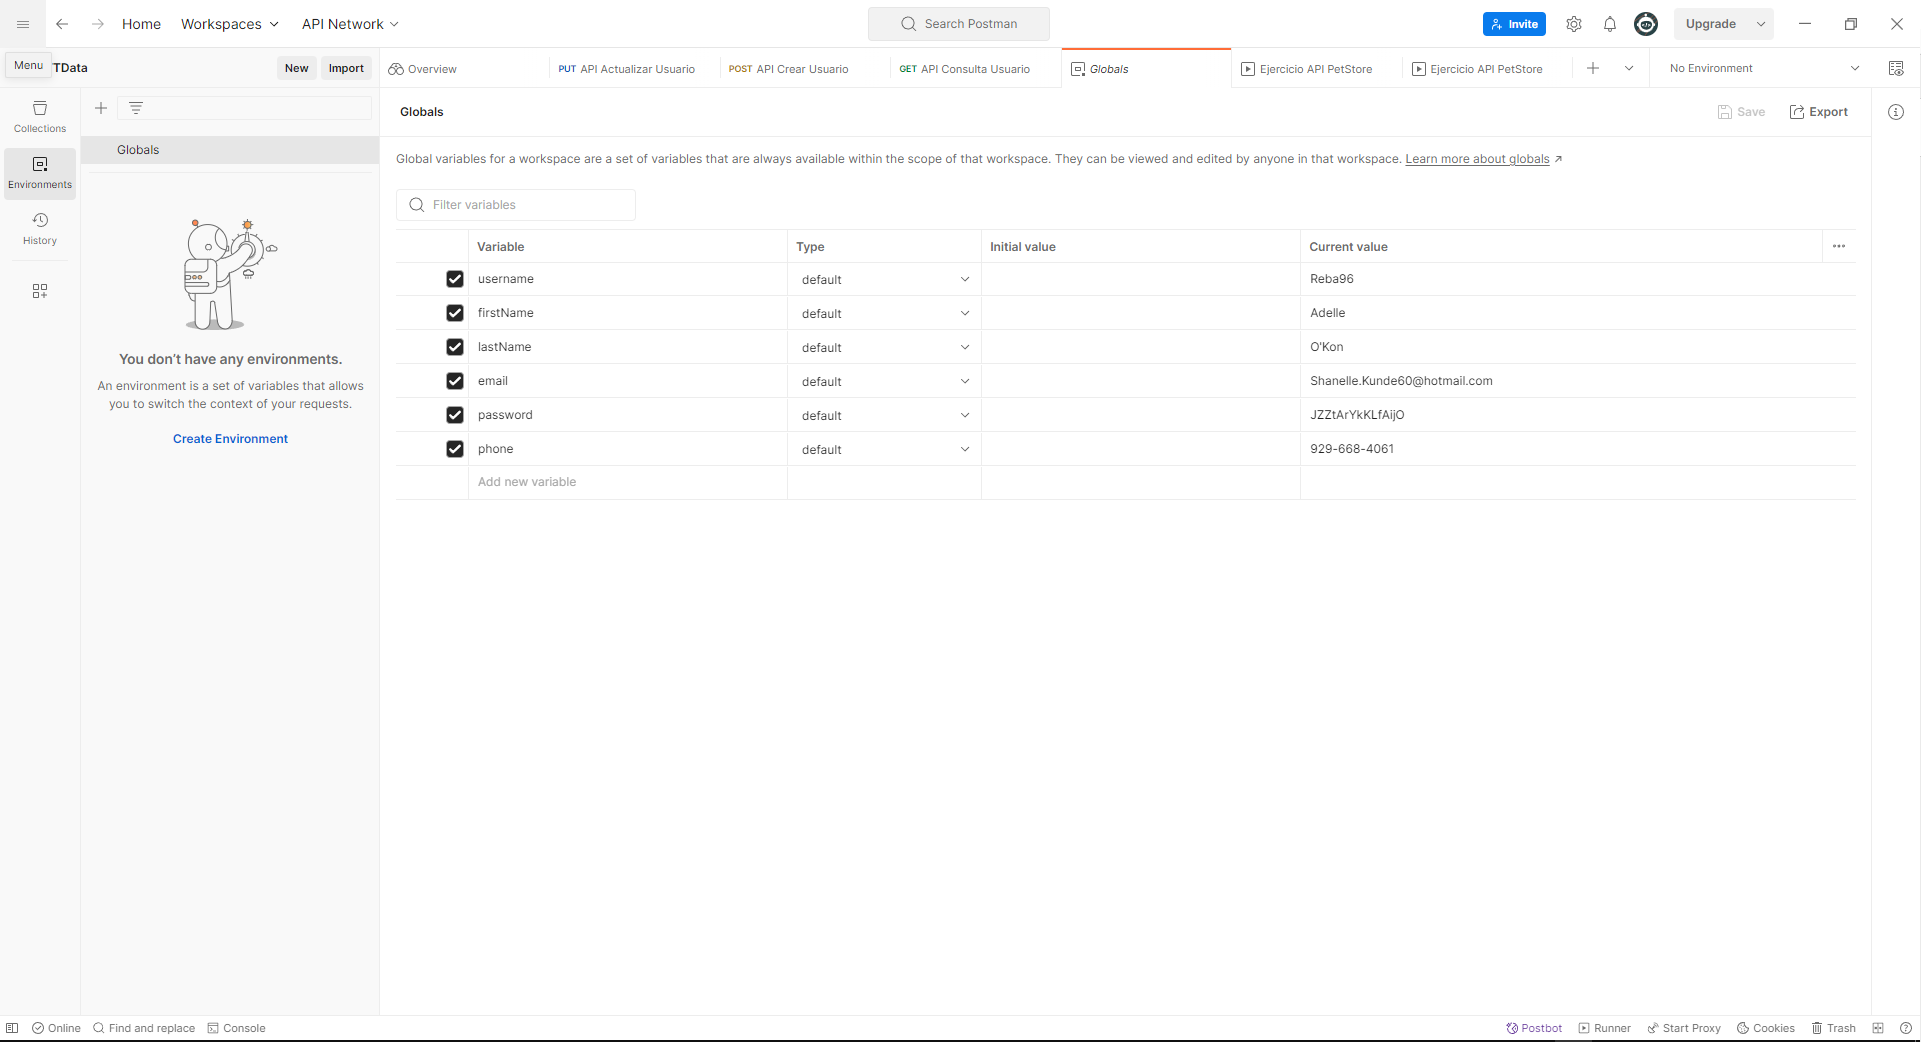 Home Workspaces API Network Search Postman Invite Upgrade
Menu TData New Import Overview PUT API Actualizar Usuario POST API Crear Usuario GET API Consulta Usuario Globals Ejercicio API PetStore Ejercicio API PetStore No Environment
Collections
Environments
History
Globals
You don’t have any environments.
An environment is a set of variables that allows
you to switch the context of your requests.
Create Environment
Globals Save Export
Global variables for a workspace are a set of variables that are always available within the scope of that workspace. They can be viewed and edited by anyone in that workspace. Learn more about globals
Filter variables
Variable Type Initial value Current value
username default Reba96
firstName default Adelle
lastName default O'Kon
email default Shanelle.Kunde60@hotmail.com
password default JZZtArYkKLfAijO
phone default 929-668-4061
Add new variable
Online Find and replace Console Postbot Runner Start Proxy Cookies Trash